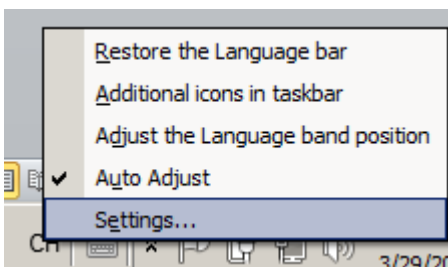 Restore the Language bar
Additional icons in taskbar
Adjust the Language band position
Auto Adjust
Settings...
CH
3/29/20